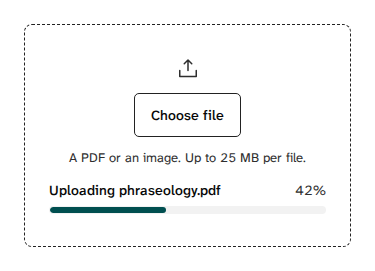 Choose file
A PDF or an image. Up to 25 MB per file.
Uploading phraseology.pdf 42%